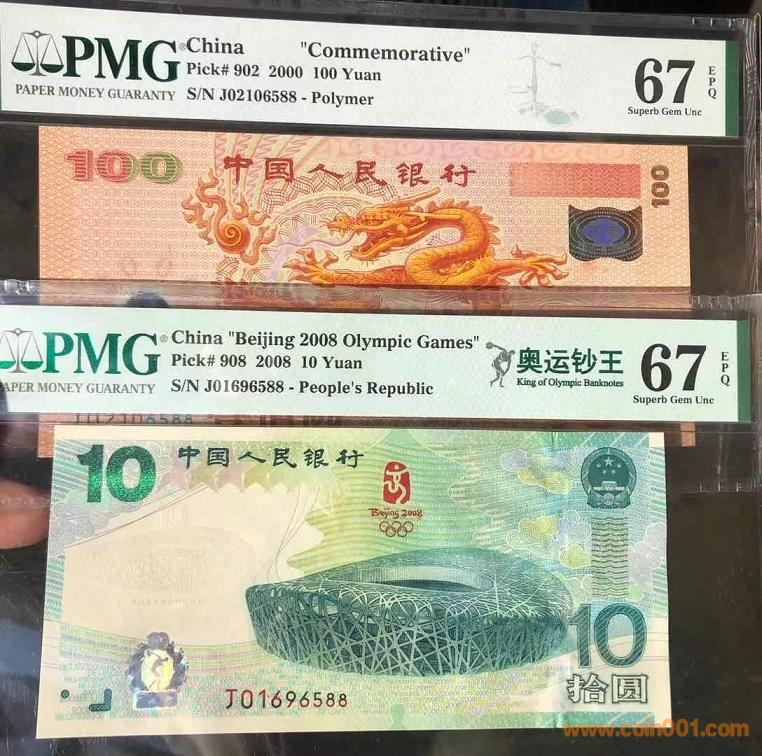 PMG® China "Commemorative"
Pick# 902 2000 100 Yuan
PAPER MONEY GUARANTY S/N J02106588 - Polymer
67 EPQ
Superb Gem Unc
100 中国人民银行
100
PMG® China "Beijing 2008 Olympic Games"
Pick# 908 2008 10 Yuan
PAPER MONEY GUARANTY S/N J01696588 - People's Republic
奥运钞王
King of Olympic Banknotes
67 EPQ
Superb Gem Unc
J02106588
10 中国人民银行
Beijing 2008
10
拾圆
J01696588
www.coin001.com